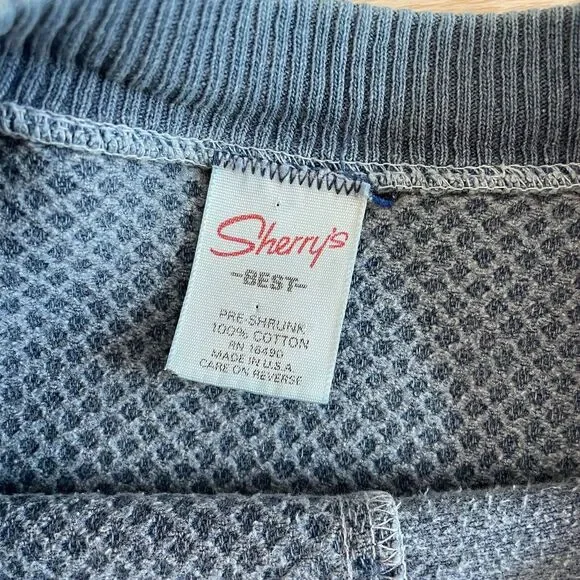 Sherry's
-BEST-
PRE-SHRUNK
100% COTTON
RN 16490
MADE IN U.S.A
CARE ON REVERSE